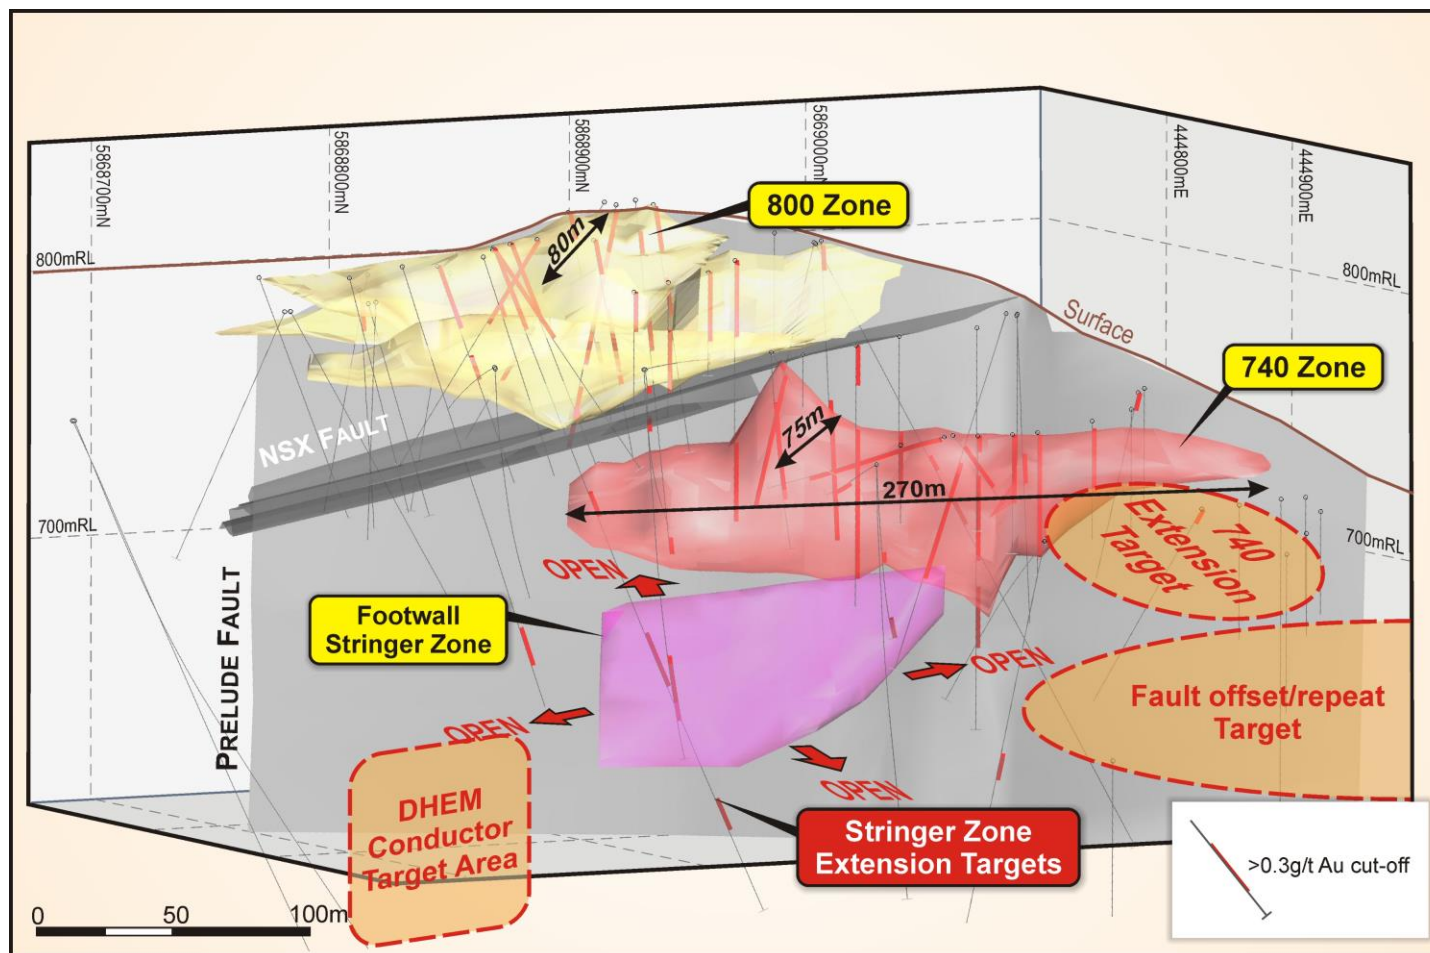 5868700mN
5868800mN
5868900mN
5869000mN
444800mE
444900mE
800 Zone
80m
800mRL
800mRL
Surface
740 Zone
NSX FAULT
75m
270m
700mRL
700mRL
740
Extension
Target
OPEN
PRELUDE FAULT
Footwall
Stringer Zone
OPEN
OPEN
OPEN
Fault offset/repeat
Target
DHEM
Conductor
Target Area
Stringer Zone
Extension Targets
>0.3g/t Au cut-off
0 50 100m